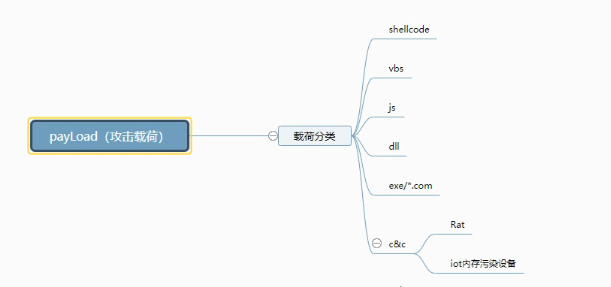 payLoad（攻击载荷）
载荷分类
shellcode
vbs
js
dll
exe/*.com
c&c
Rat
iot内存污染设备